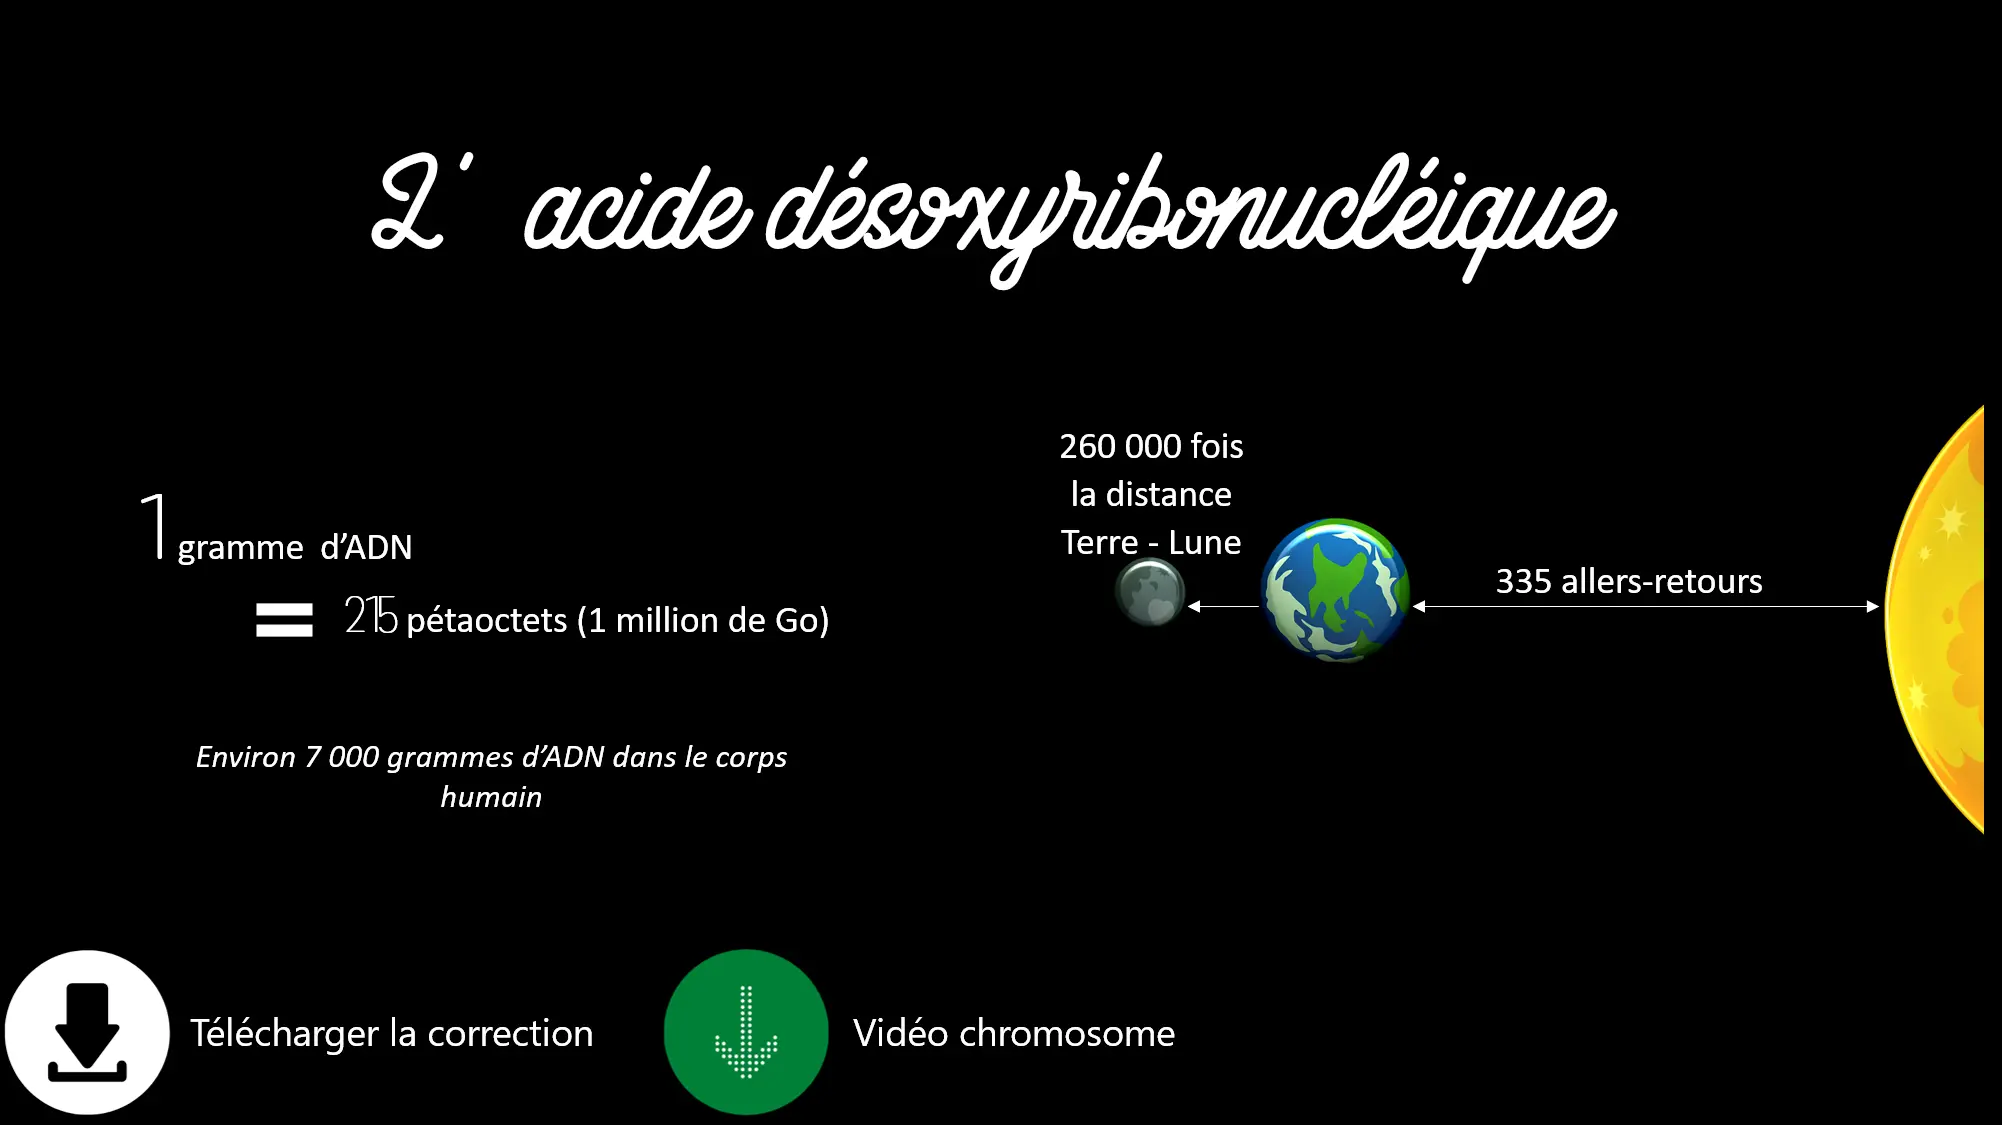 L' acide désoxyribonucléique
1 gramme d’ADN
= 215 pétaoctets (1 million de Go)
Environ 7 000 grammes d’ADN dans le corps
humain
260 000 fois
la distance
Terre - Lune
335 allers-retours
Télécharger la correction
Vidéo chromosome